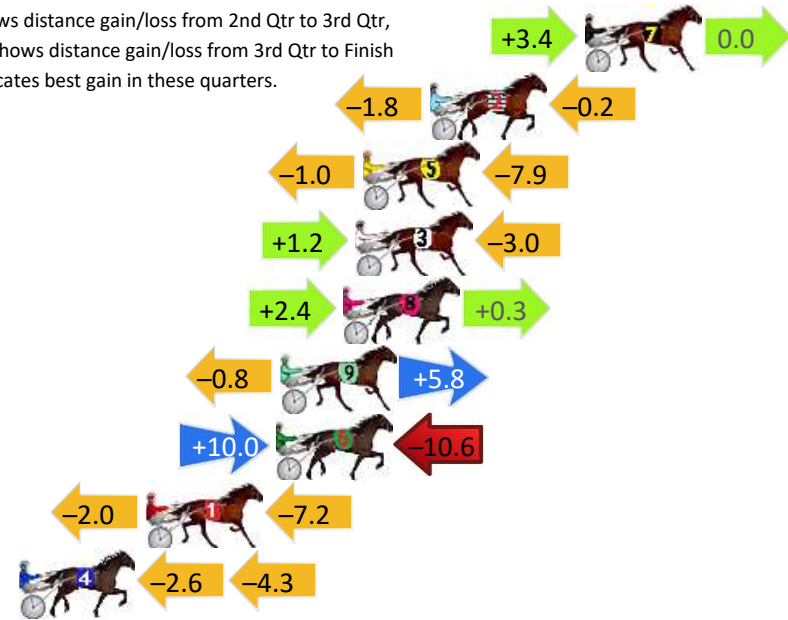 ws distance gain/loss from 2nd Qtr to 3rd Qtr,
hows distance gain/loss from 3rd Qtr to Finish
cates best gain in these quarters.
+3.4 7 0.0
–1.8 2 –0.2
–1.0 5 –7.9
+1.2 3 –3.0
+2.4 8 +0.3
–0.8 9 +5.8
+10.0 6 –10.6
–2.0 1 –7.2
4 –2.6 –4.3